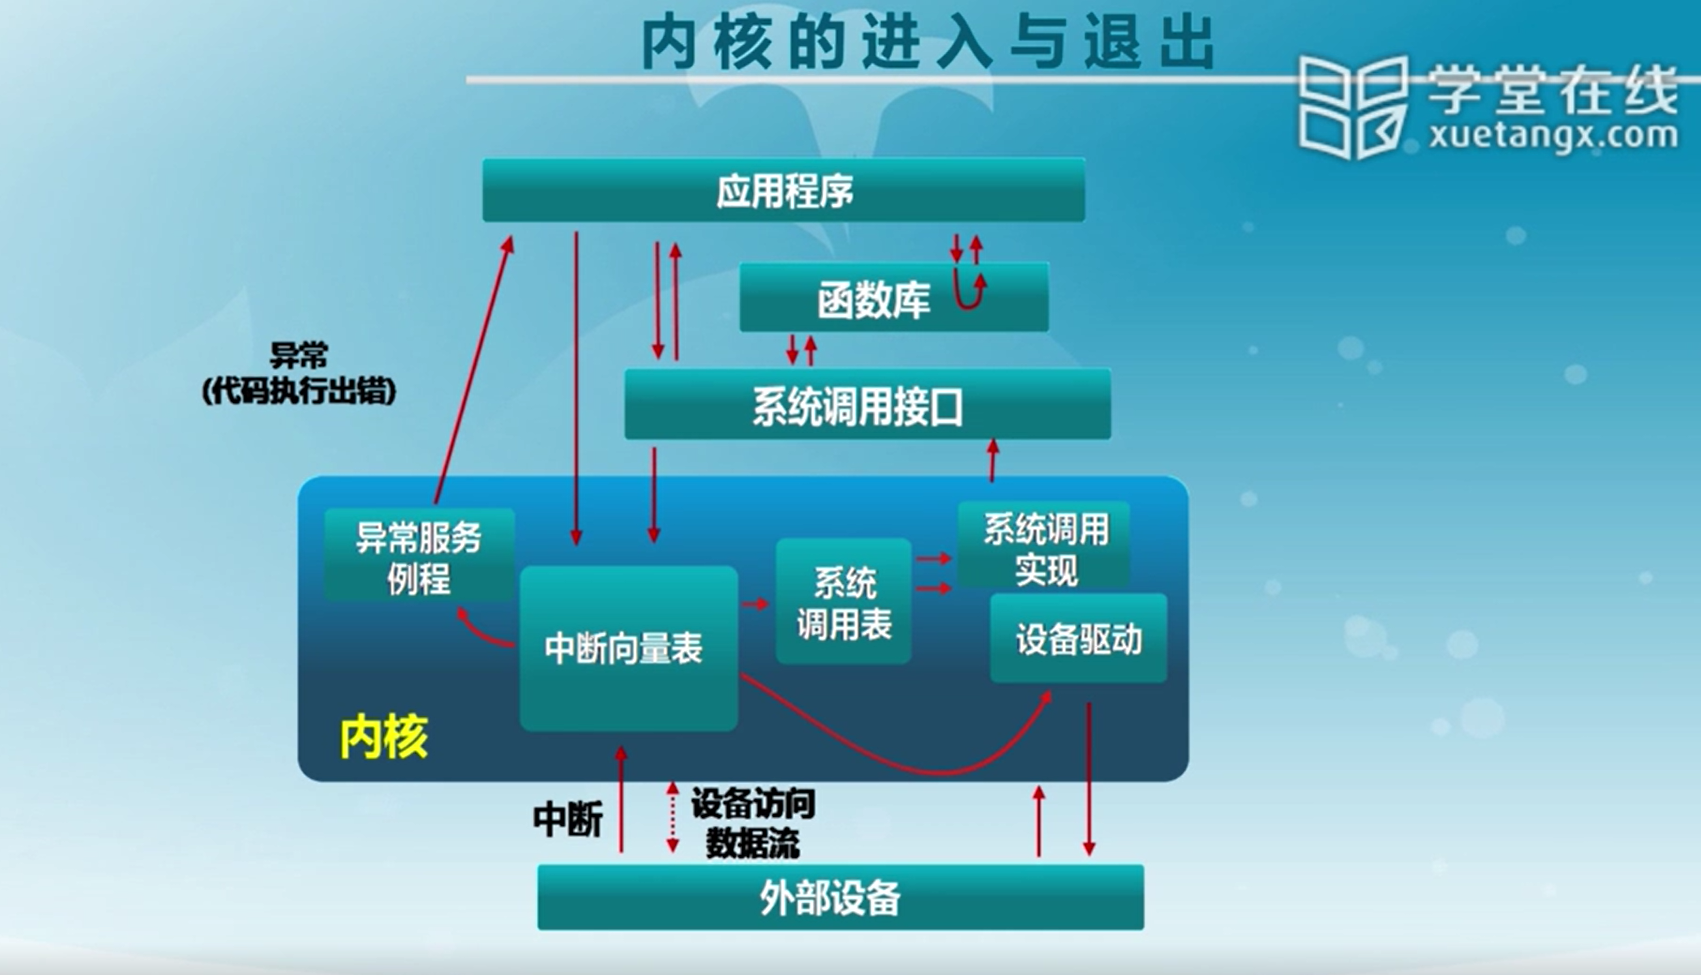 内核的进入与退出
学堂在线
xuetangx.com
应用程序
函数库
异常
(代码执行出错)
系统调用接口
异常服务
例程
系统调用
实现
系统
调用表
中断向量表
设备驱动
内核
中断
设备访问
数据流
外部设备